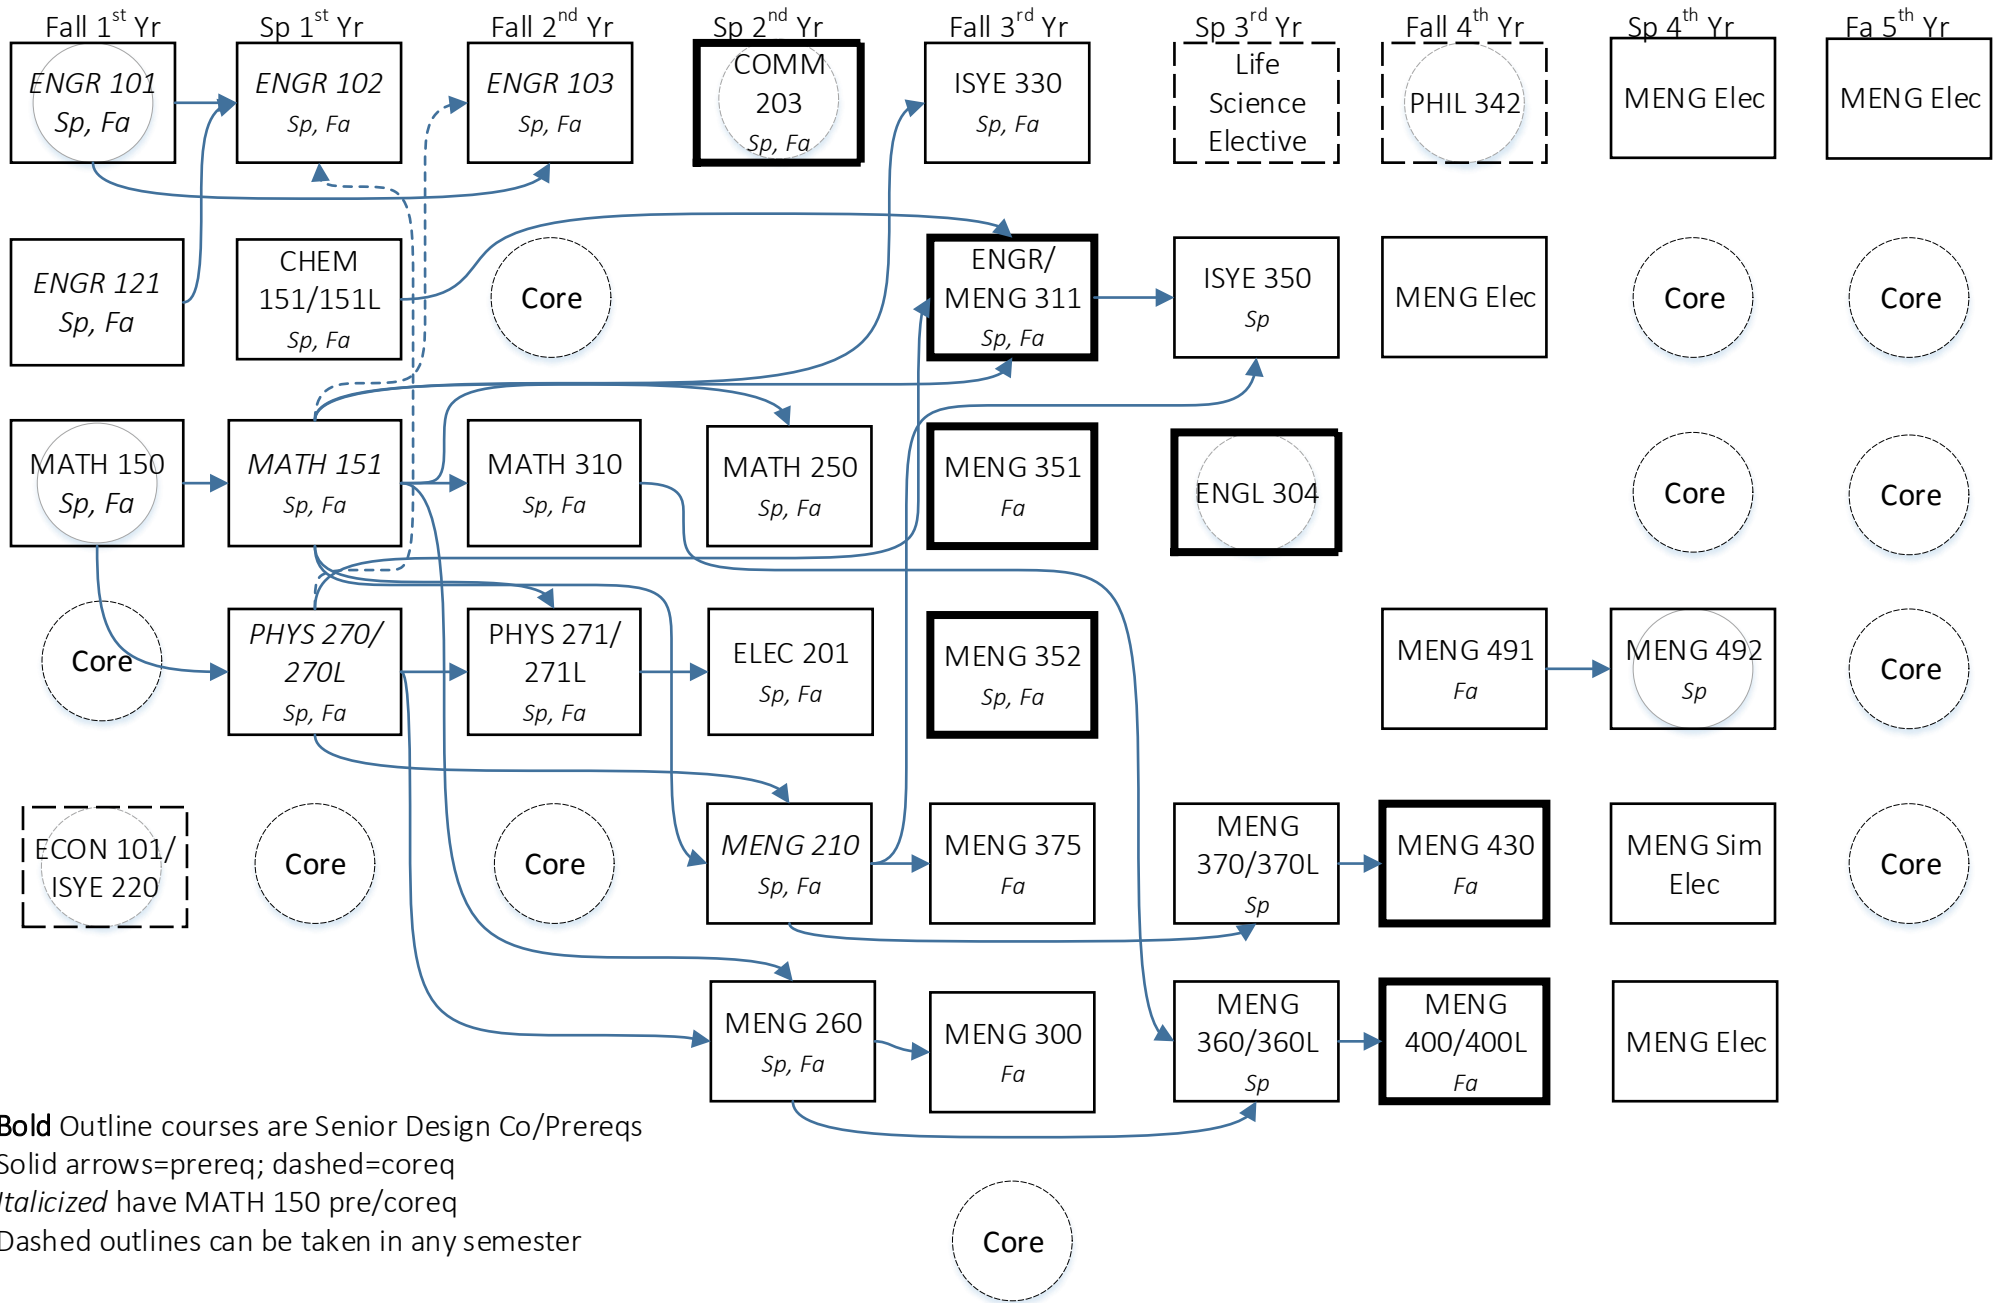 Fall 1st Yr
Sp 1st Yr
Fall 2nd Yr
Sp 2nd Yr
Fall 3rd Yr
Sp 3rd Yr
Fall 4th Yr
Sp 4th Yr
Fa 5th Yr
ENGR 101
Sp, Fa
ENGR 102
Sp, Fa
ENGR 103
Sp, Fa
COMM
203
Sp, Fa
ISYE 330
Sp, Fa
Life
Science
Elective
PHIL 342
MENG Elec
MENG Elec
ENGR 121
Sp, Fa
CHEM
151/151L
Sp, Fa
Core
ENGR/
MENG 311
Sp, Fa
ISYE 350
Sp
MENG Elec
Core
Core
MATH 150
Sp, Fa
MATH 151
Sp, Fa
MATH 310
Sp, Fa
MATH 250
Sp, Fa
MENG 351
Fa
ENGL 304
Core
Core
Core
PHYS 270/
270L
Sp, Fa
PHYS 271/
271L
Sp, Fa
ELEC 201
Sp, Fa
MENG 352
Sp, Fa
MENG 491
Fa
MENG 492
Sp
Core
ECON 101/
ISYE 220
Core
Core
MENG 210
Sp, Fa
MENG 375
Fa
MENG
370/370L
Sp
MENG 430
Fa
MENG Sim
Elec
Core
MENG 260
Sp, Fa
MENG 300
Fa
MENG
360/360L
Sp
MENG
400/400L
Fa
MENG Elec
Bold Outline courses are Senior Design Co/Prereqs
Solid arrows=prereq; dashed=coreq
Italicized have MATH 150 pre/coreq
Dashed outlines can be taken in any semester
Core